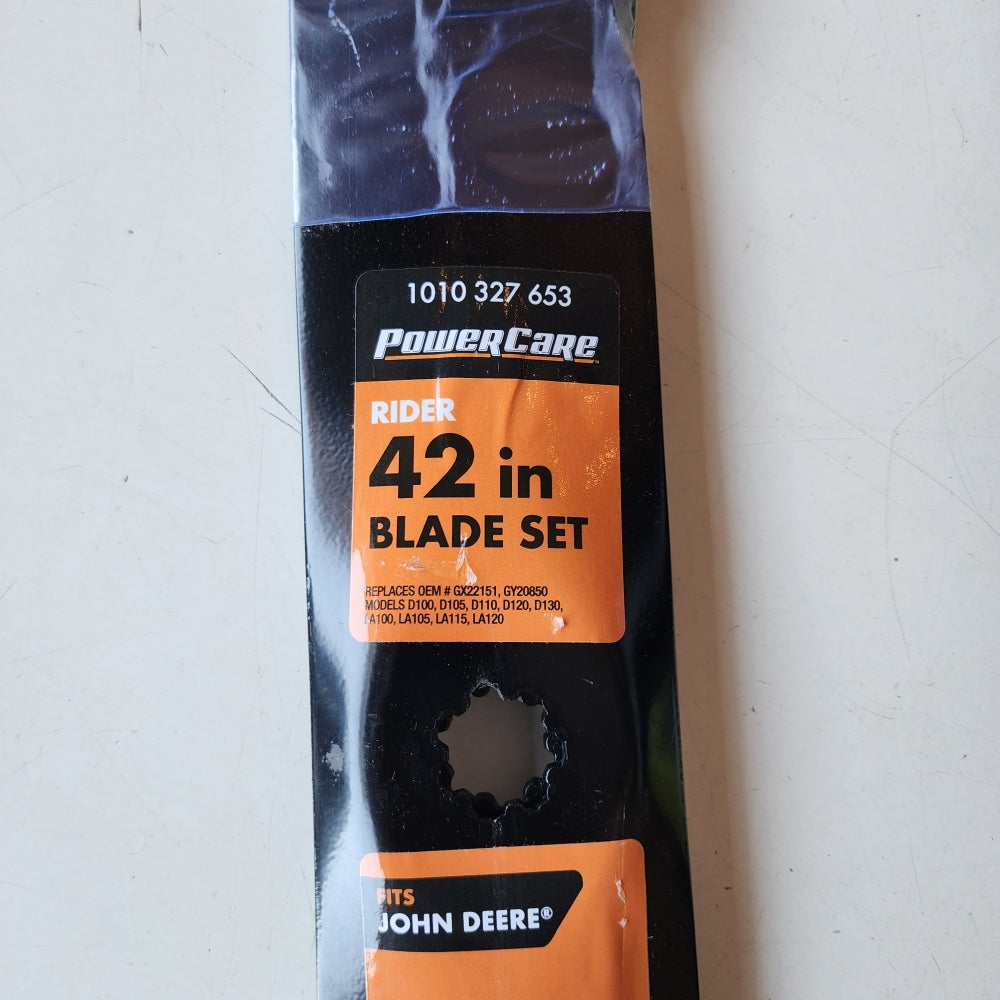 1010 327 653
POWERCARE™
RIDER
42 in
BLADE SET
REPLACES OEM # GX22151, GY20850
MODELS D100, D105, D110, D120, D130,
LA100, LA105, LA115, LA120
FITS
JOHN DEERE®